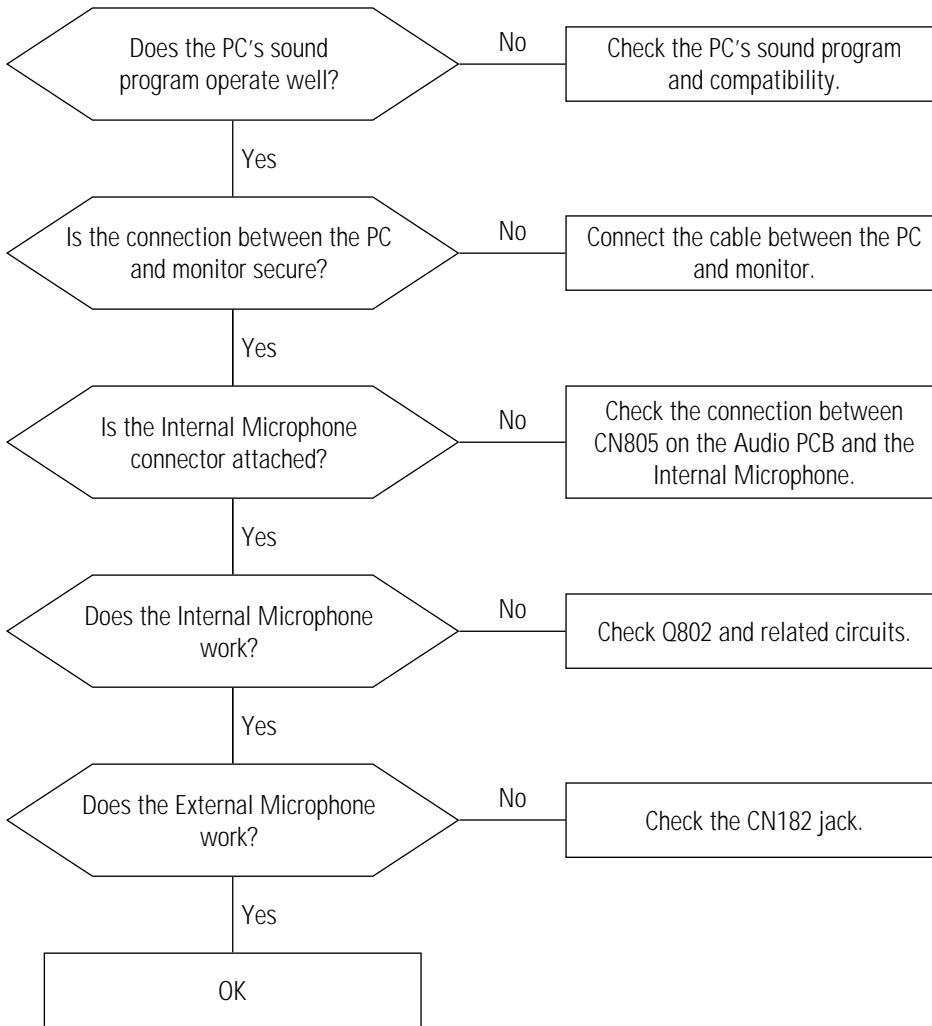 Does the PC’s sound
program operate well?
No
Check the PC’s sound program
and compatibility.
Yes
Is the connection between the PC
and monitor secure?
No
Connect the cable between the PC
and monitor.
Yes
Is the Internal Microphone
connector attached?
No
Check the connection between
CN805 on the Audio PCB and the
Internal Microphone.
Yes
Does the Internal Microphone
work?
No
Check Q802 and related circuits.
Yes
Does the External Microphone
work?
No
Check the CN182 jack.
Yes
OK